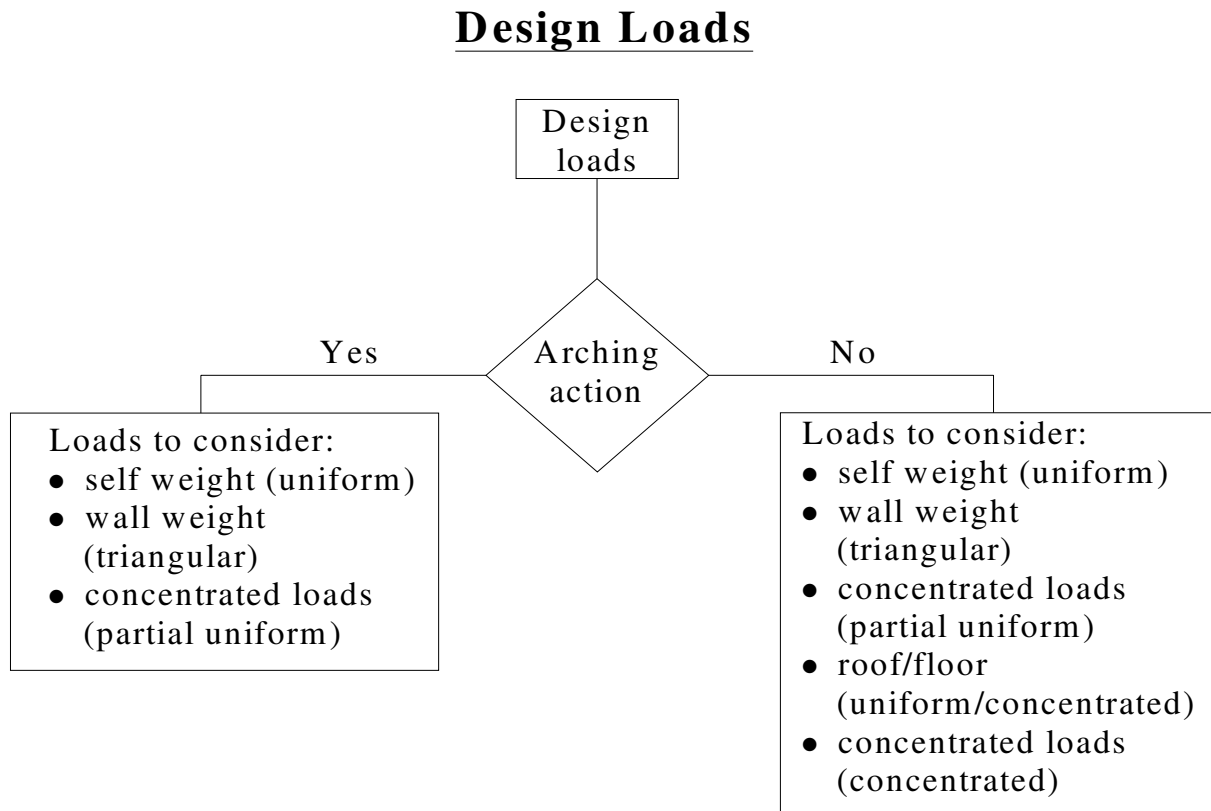 Design Loads
Design
loads
Yes
Arching
action
No
Loads to consider:
● self weight (uniform)
● wall weight
(triangular)
● concentrated loads
(partial uniform)
Loads to consider:
● self weight (uniform)
● wall weight
(triangular)
● concentrated loads
(partial uniform)
● roof/floor
(uniform/concentrated)
● concentrated loads
(concentrated)